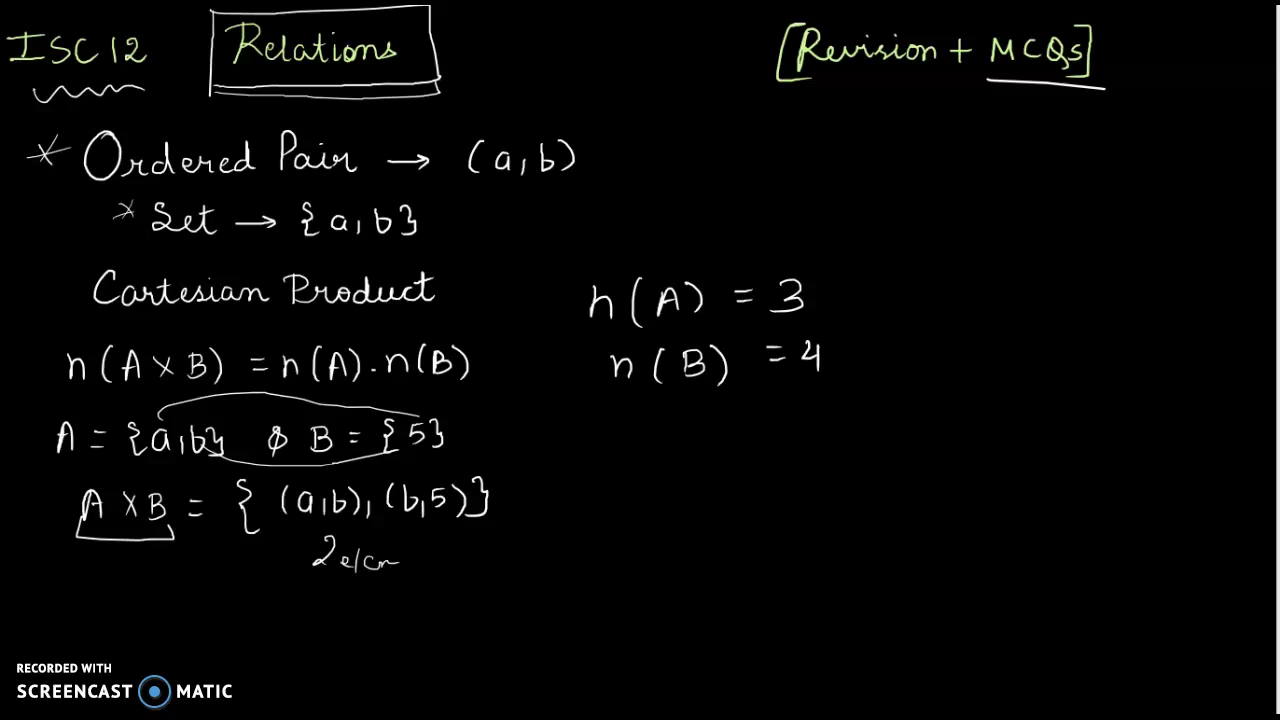 ISC 12 Relations [Revision + MCQs]
* Ordered Pair → (a, b)
* Set → {a, b}
Cartesian Product
n(A × B) = n(A) . n(B)
A = {a, b} & B = {5}
A × B = { (a, b), (b, 5) }
2
n(A) = 3
n(B) = 4
RECORDED WITH
SCREENCAST MATIC